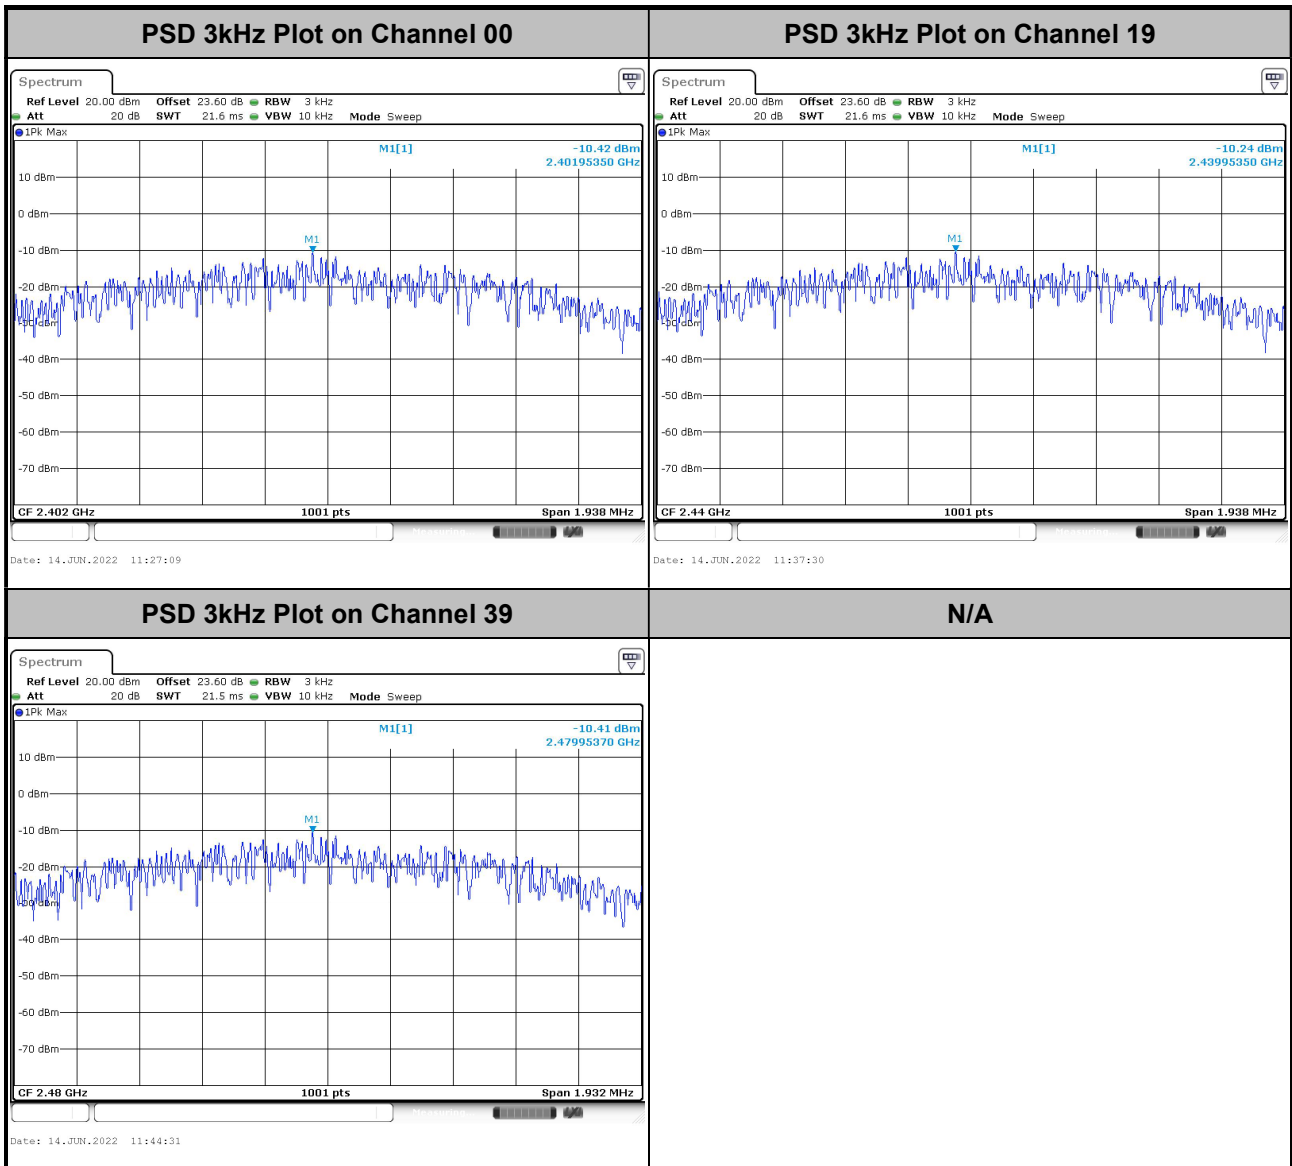 PSD 3kHz Plot on Channel 00
Spectrum
Ref Level 20.00 dBm Offset 23.60 dB RBW 3 kHz
Att 20 dB SWT 21.6 ms VBW 10 kHz Mode Sweep
1Pk Max
M1[1] -10.42 dBm
2.40195350 GHz
10 dBm
0 dBm
M1
-10 dBm
-20 dBm
-30 dBm
-40 dBm
-50 dBm
-60 dBm
-70 dBm
CF 2.402 GHz 1001 pts Span 1.938 MHz
Measuring
Date: 14.JUN.2022 11:27:09
PSD 3kHz Plot on Channel 19
Spectrum
Ref Level 20.00 dBm Offset 23.60 dB RBW 3 kHz
Att 20 dB SWT 21.6 ms VBW 10 kHz Mode Sweep
1Pk Max
M1[1] -10.24 dBm
2.43995350 GHz
10 dBm
0 dBm
M1
-10 dBm
-20 dBm
-30 dBm
-40 dBm
-50 dBm
-60 dBm
-70 dBm
CF 2.44 GHz 1001 pts Span 1.938 MHz
Measuring
Date: 14.JUN.2022 11:37:30
PSD 3kHz Plot on Channel 39
Spectrum
Ref Level 20.00 dBm Offset 23.60 dB RBW 3 kHz
Att 20 dB SWT 21.5 ms VBW 10 kHz Mode Sweep
1Pk Max
M1[1] -10.41 dBm
2.47995370 GHz
10 dBm
0 dBm
M1
-10 dBm
-20 dBm
-30 dBm
-40 dBm
-50 dBm
-60 dBm
-70 dBm
CF 2.48 GHz 1001 pts Span 1.932 MHz
Measuring
Date: 14.JUN.2022 11:44:31
N/A